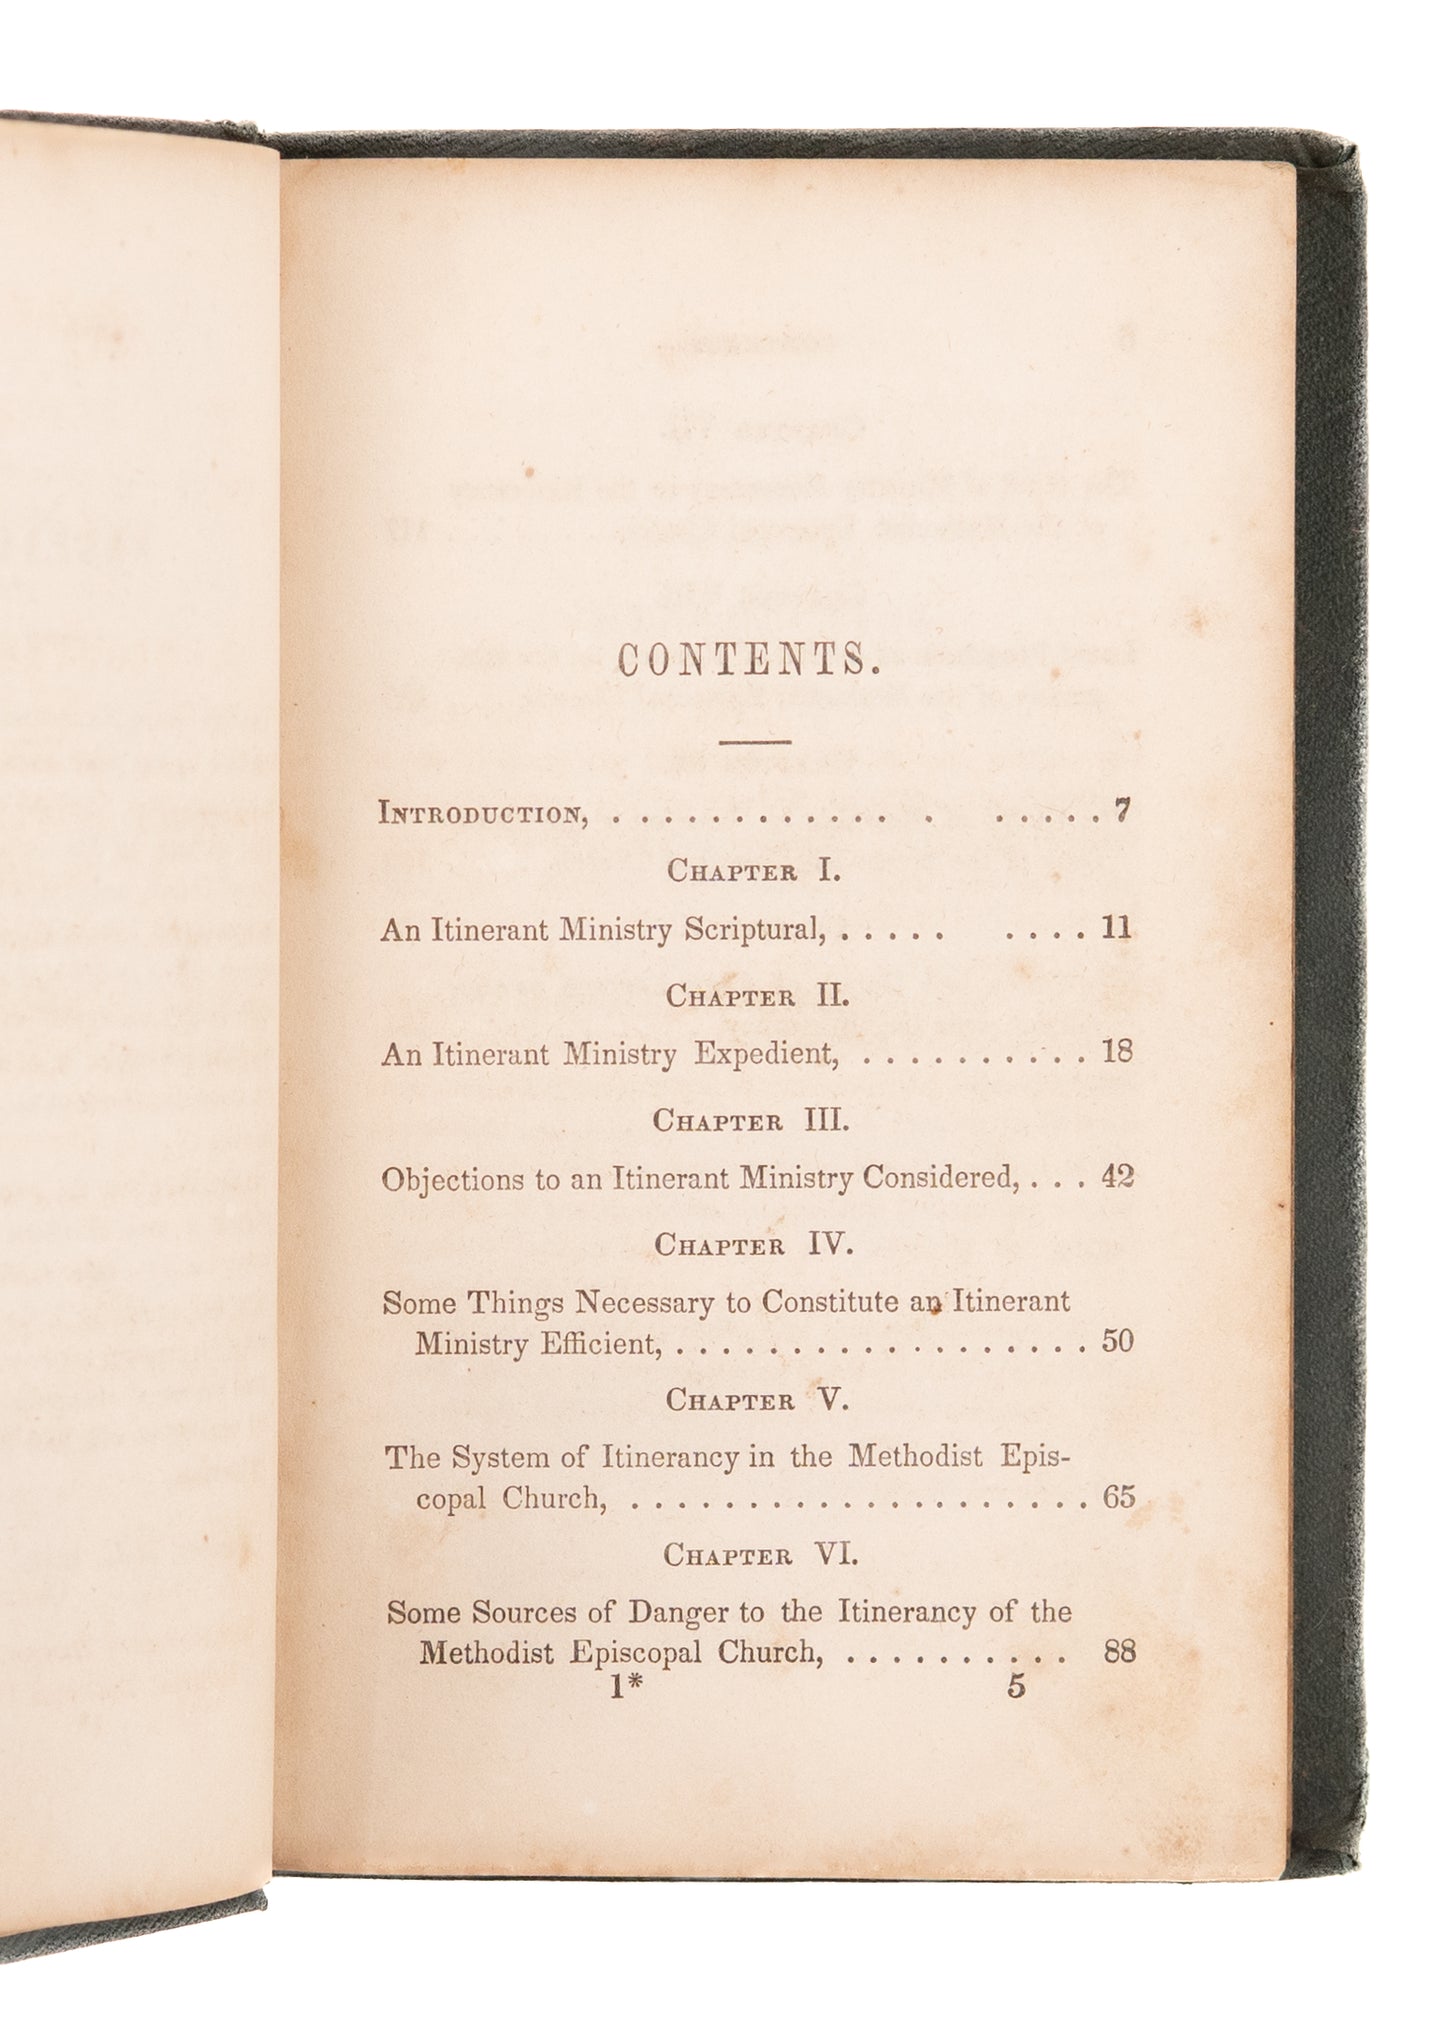 CONTENTS.
INTRODUCTION, . . . . . . . . . . . . . . . . . . 7
CHAPTER I.
An Itinerant Ministry Scriptural, . . . . . . . . . 11
CHAPTER II.
An Itinerant Ministry Expedient, . . . . . . . . . . 18
CHAPTER III.
Objections to an Itinerant Ministry Considered, . . . 42
CHAPTER IV.
Some Things Necessary to Constitute an Itinerant
Ministry Efficient, . . . . . . . . . . . . . . . . . . 50
CHAPTER V.
The System of Itinerancy in the Methodist Epis-
copal Church, . . . . . . . . . . . . . . . . . . . . 65
CHAPTER VI.
Some Sources of Danger to the Itinerancy of the
Methodist Episcopal Church, . . . . . . . . . . 88
1* 5